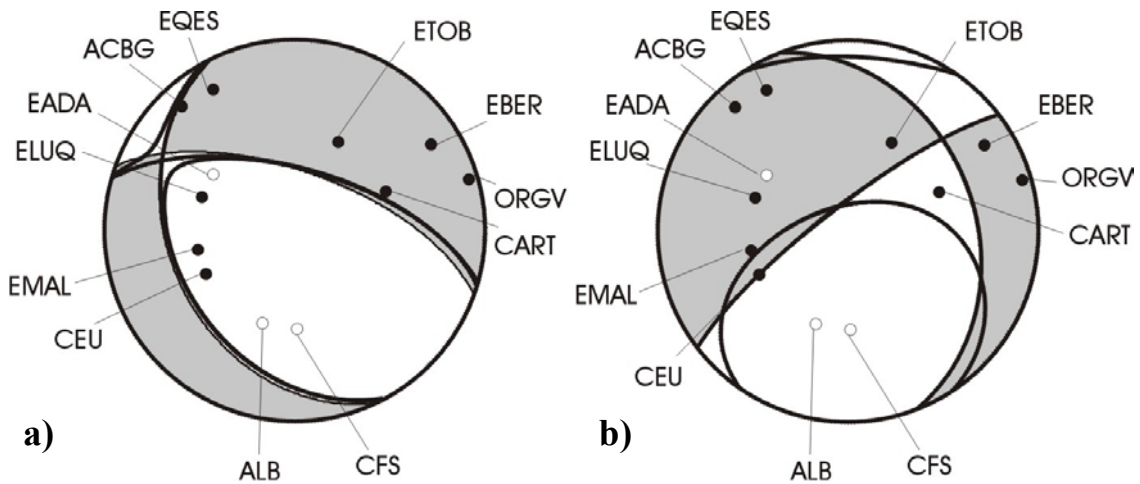 EQES
ACBG
ETOB
EADA
EBER
ELUQ
ORGV
CART
EMAL
CEU
a)
ALB
CFS
EQES
ACBG
ETOB
EADA
EBER
ELUQ
ORGV
CART
EMAL
CEU
b)
ALB
CFS